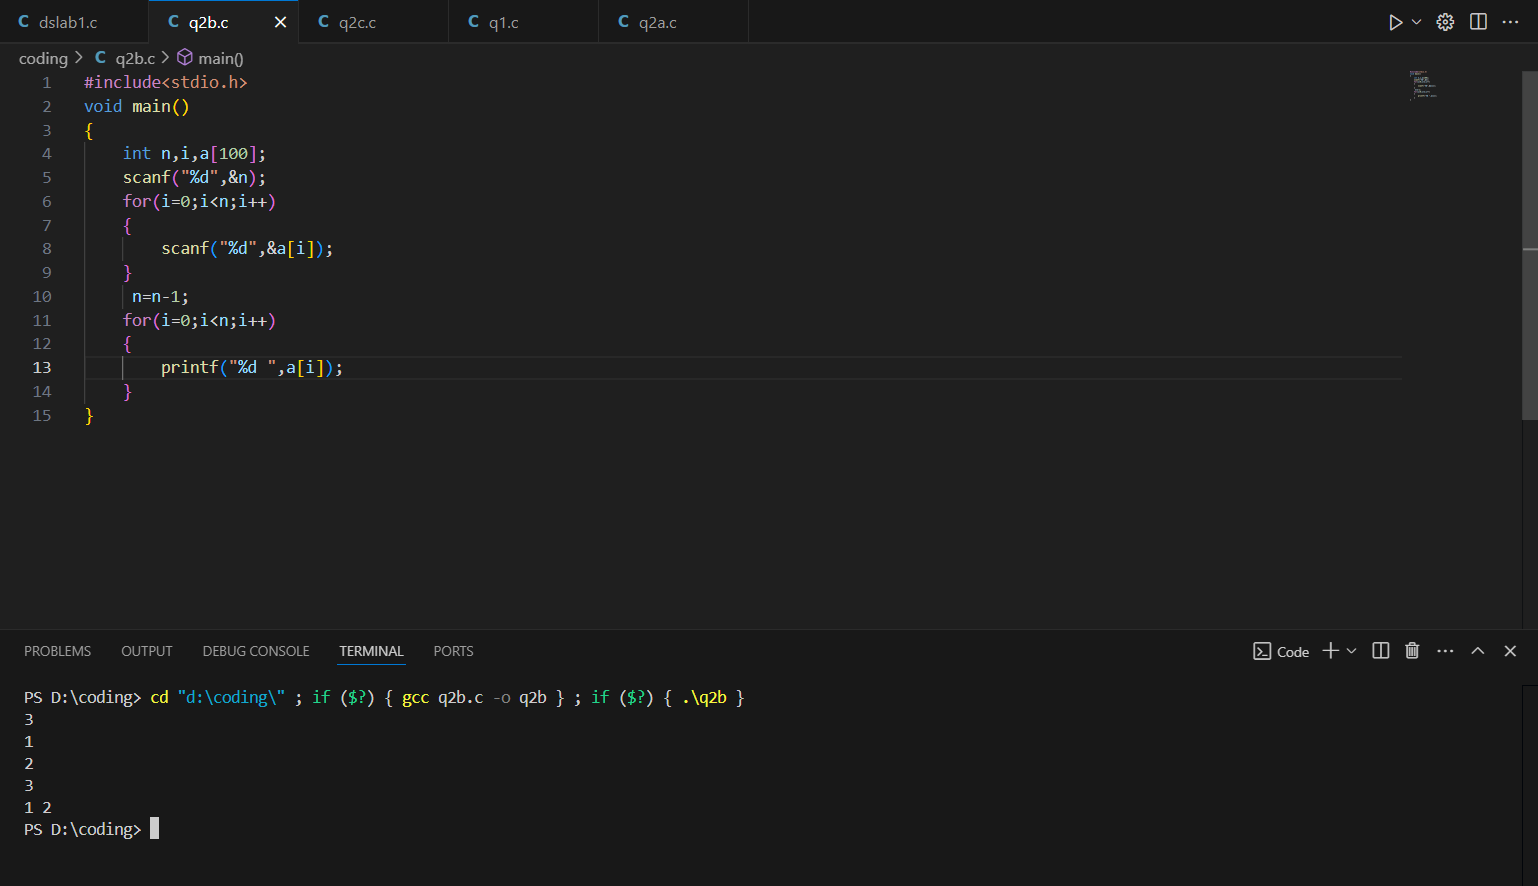 C dslab1.c C q2b.c C q2c.c C q1.c C q2a.c
coding C q2b.c main()
1 #include<stdio.h>
2 void main()
3 {
4 int n,i,a[100];
5 scanf("%d",&n);
6 for(i=0;i<n;i++)
7 {
8 scanf("%d",&a[i]);
9 }
10 n=n-1;
11 for(i=0;i<n;i++)
12 {
13 printf("%d ",a[i]);
14 }
15 }
PROBLEMS OUTPUT DEBUG CONSOLE TERMINAL PORTS Code
PS D:\coding> cd "d:\coding\" ; if ($?) { gcc q2b.c -o q2b } ; if ($?) { .\q2b }
3
1
2
3
1 2
PS D:\coding>